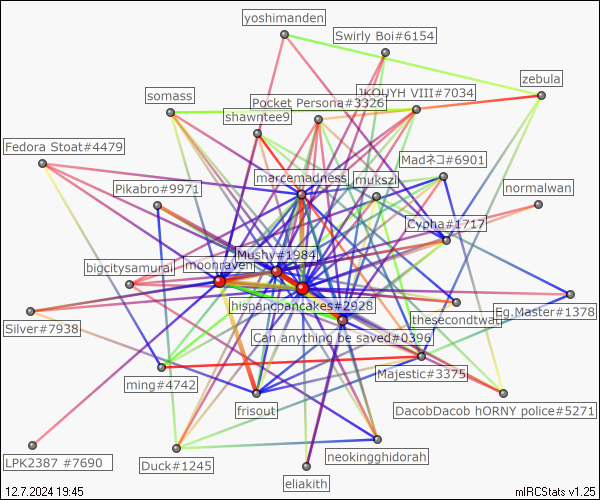 yoshimanden
Swirly Boi#6154
zebula
somass
JKOUYH VIII#7034
Pocket Persona#3326
shawntee9
Fedora Stoat#4479
Madネコ#6901
marcemadness
mukszi
Pikabro#9971
normalwan
Cypha#1717
Mushy#1984
moonraven
bigcitysamurai
hispancpancakes#2928
thesecondtwat
Eg.Master#1378
Silver#7938
Can anything be saved#0396
Majestic#3375
ming#4742
frisout
DacobDacob hORNY police#5271
neokingghidorah
LPK2387 #7690
Duck#1245
eliakith
12.7.2024 19:45
mIRCStats v1.25